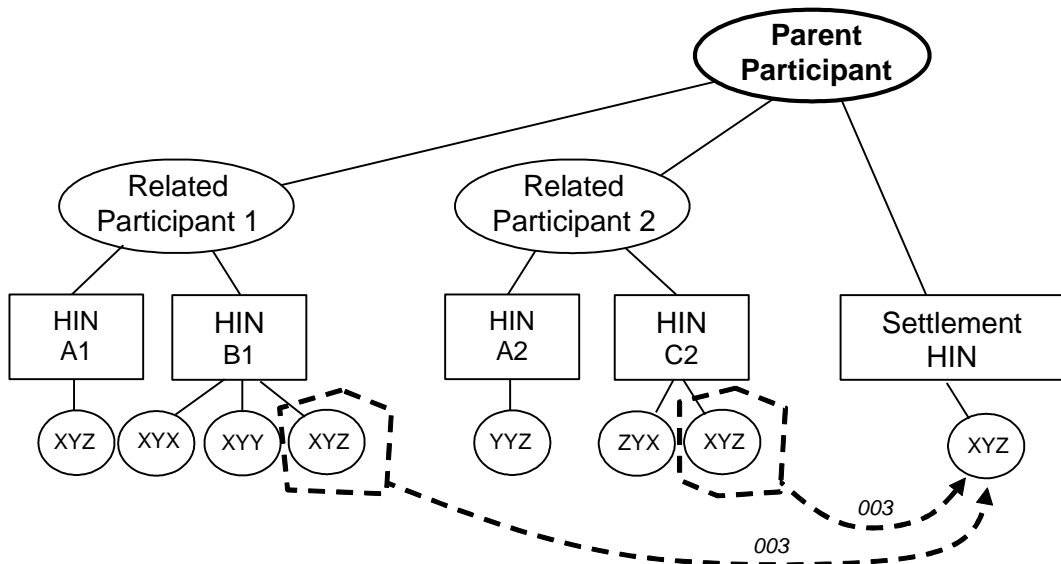 Parent
Participant
Related
Participant 1
Related
Participant 2
HIN
A1
HIN
B1
HIN
A2
HIN
C2
Settlement
HIN
XYZ
XYX
XYY
XYZ
YYZ
ZYX
XYZ
XYZ
003
003